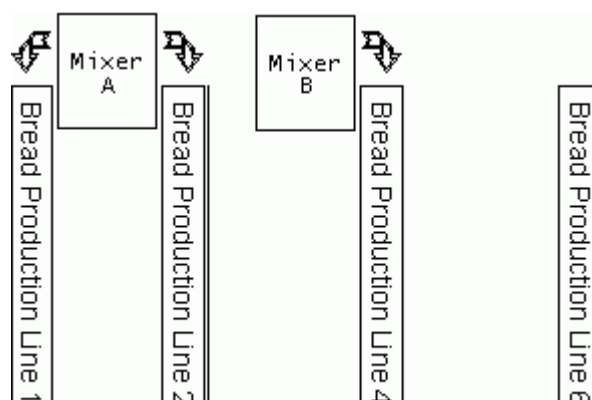 Mixer
A
Mixer
B
Bread Production Line 1
Bread Production Line 2
Bread Production Line 4
Bread Production Line 6